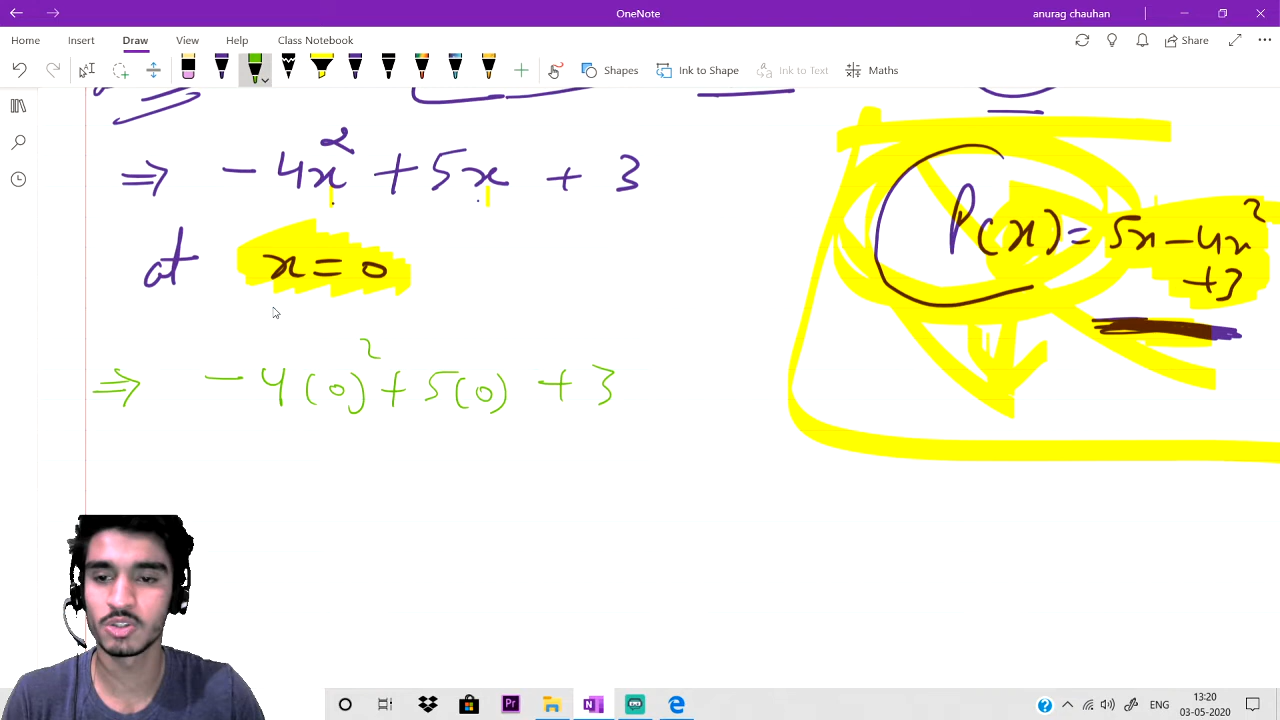 OneNote
anurag chauhan
Home Insert Draw View Help Class Notebook
Share
Shapes
Ink to Shape
Ink to Text
Maths
⇒ -4x² + 5x + 3
P(x) = 5x - 4x²
+3
at x = 0
⇒ -4(0)² + 5(0) + 3
Pr
N
ENG
13:20
03-05-2020